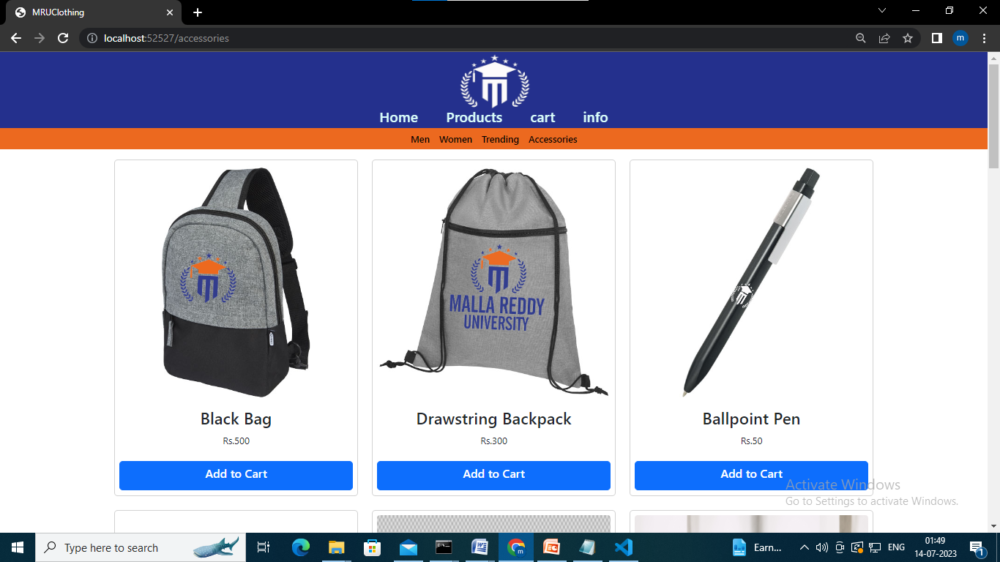 MRUClothing
localhost:52527/accessories
m
Home Products cart info
Men Women Trending Accessories
MALLA REDDY
UNIVERSITY
Black Bag
Rs.500
Add to Cart
Drawstring Backpack
Rs.300
Add to Cart
Ballpoint Pen
Rs.50
Add to Cart
Activate Windows
Go to Settings to activate Windows.
Type here to search
Earn...
ENG
01:49
14-07-2023
1